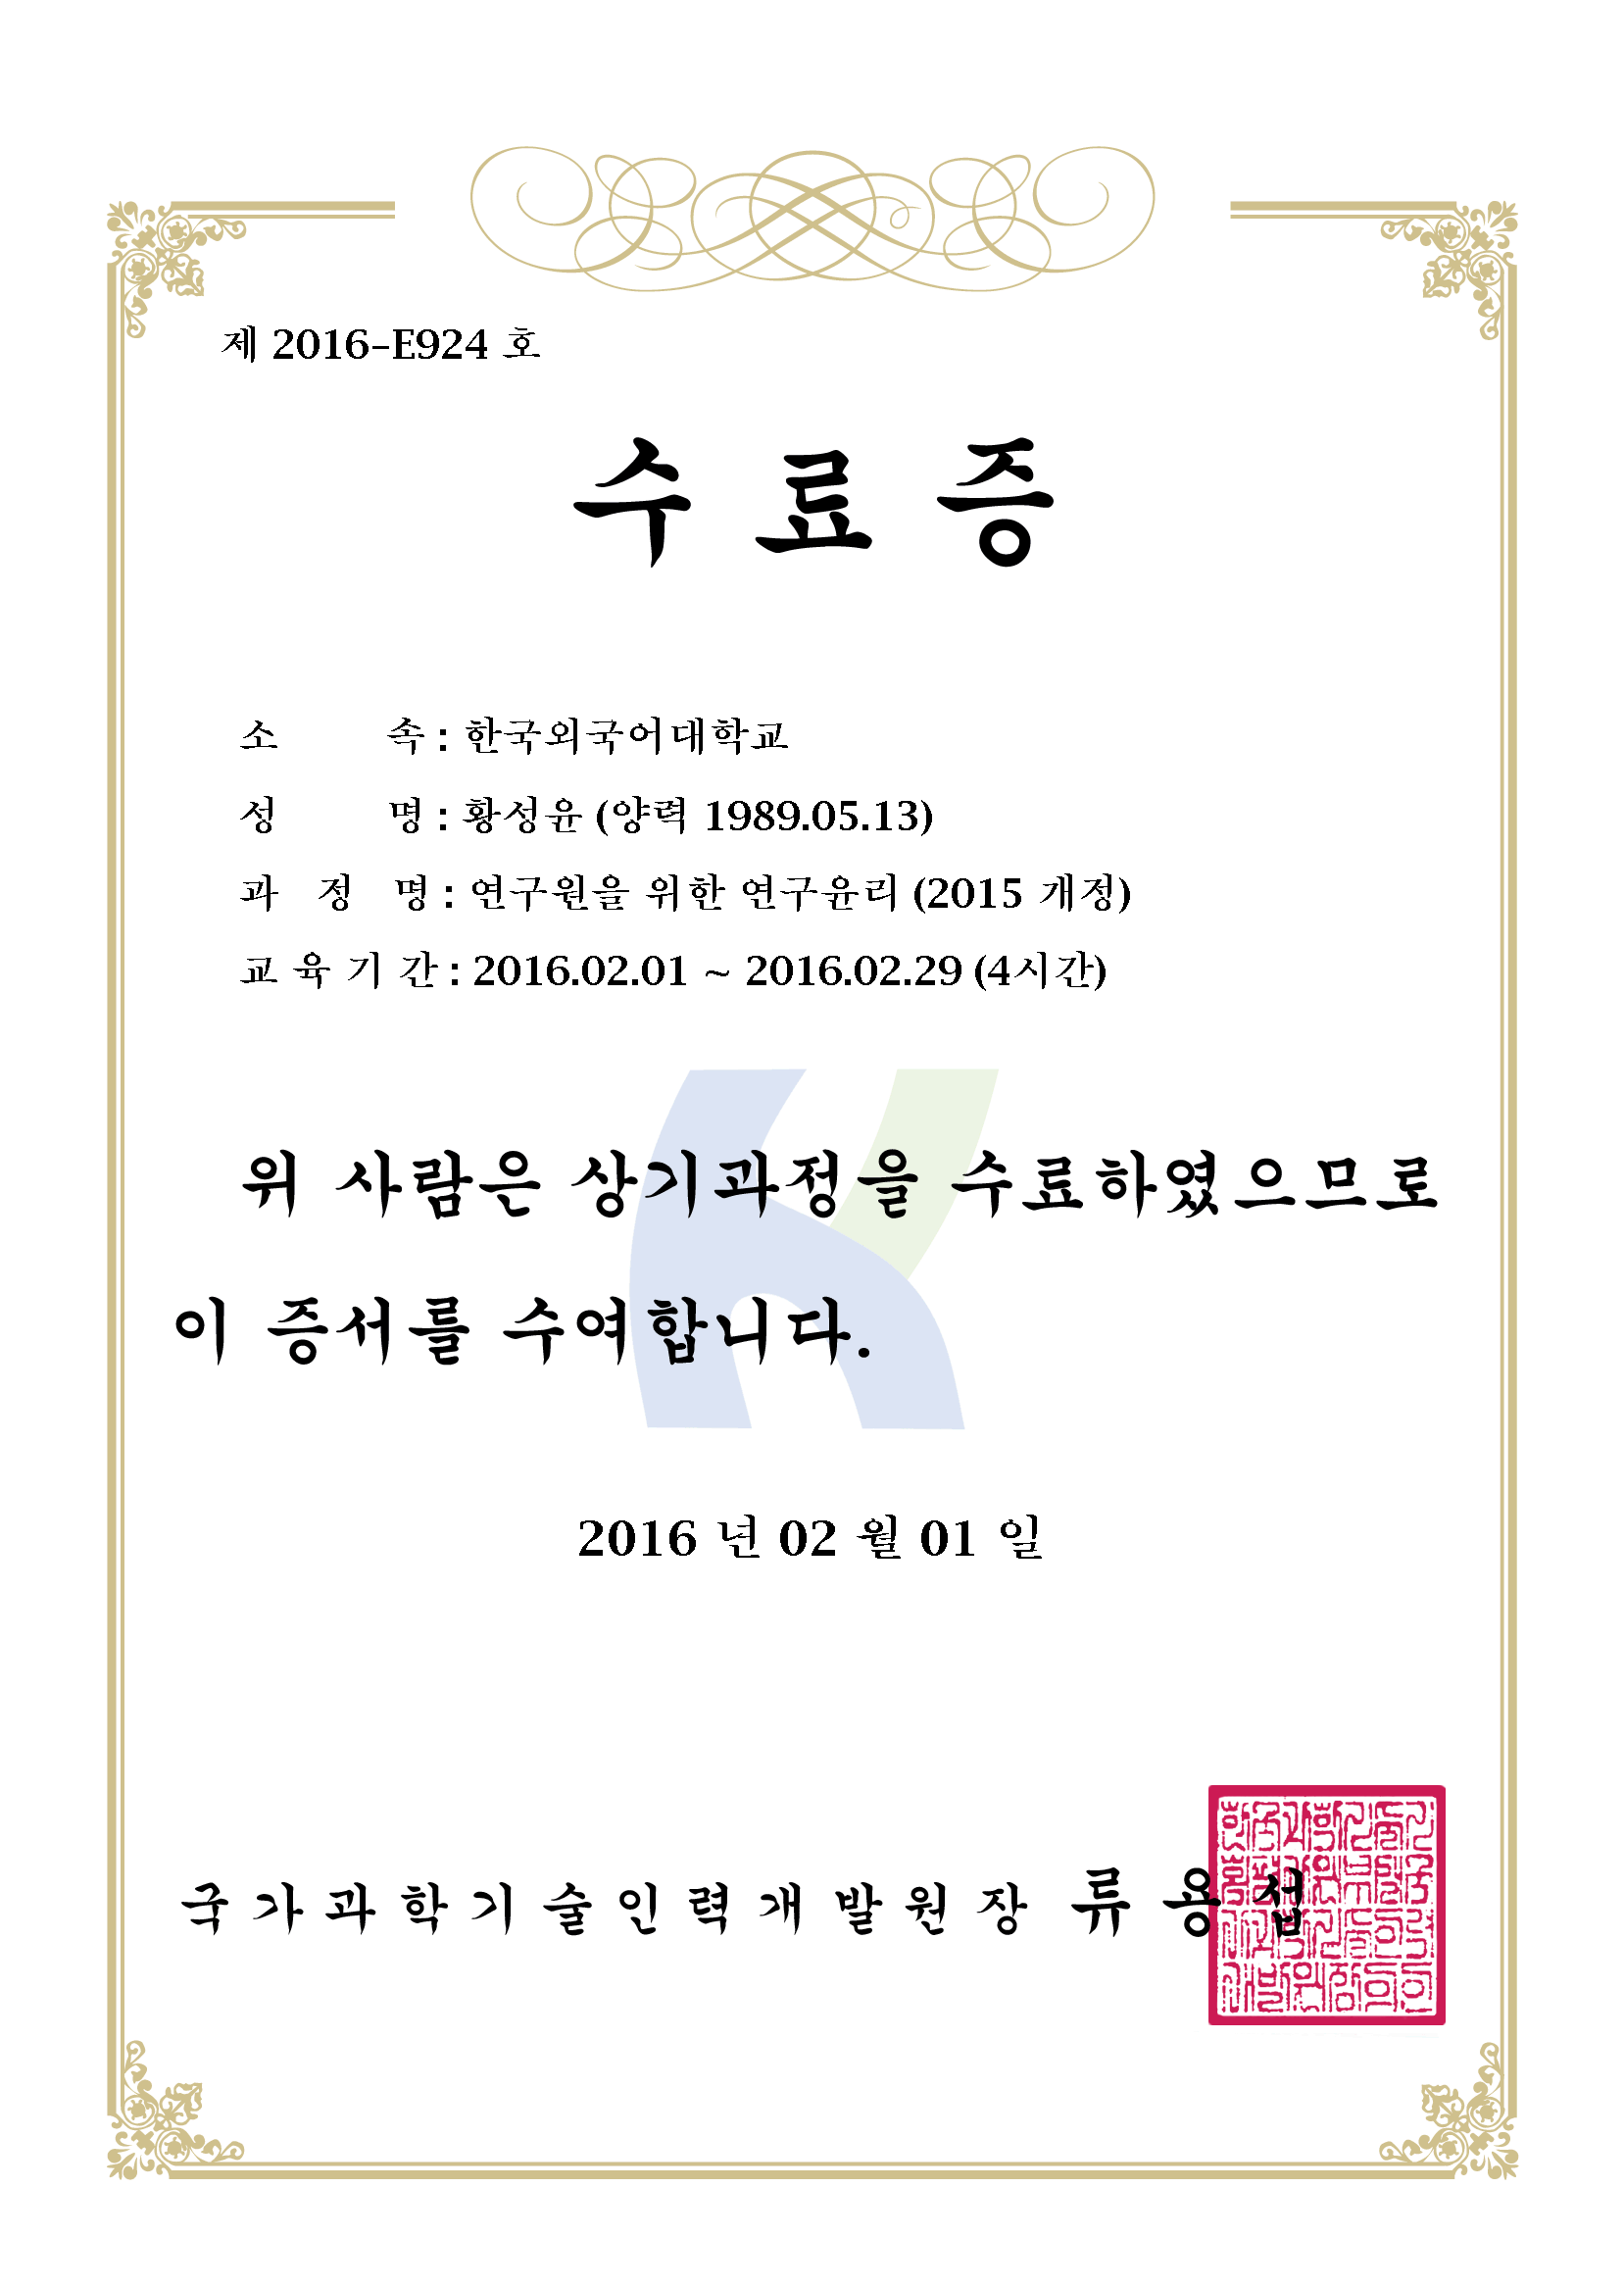 제 2016-E924 호
수 료 증
소 속 : 한국외국어대학교
성 명 : 황성윤 (양력 1989.05.13)
과 정 명 : 연구원을 위한 연구윤리 (2015 개정)
교 육 기 간 : 2016.02.01 ~ 2016.02.29 (4시간)
위 사람은 상기과정을 수료하였으므로
이 증서를 수여합니다.
2016 년 02 월 01 일
국 가 과 학 기 술 인 력 개 발 원 장 류 용 섭